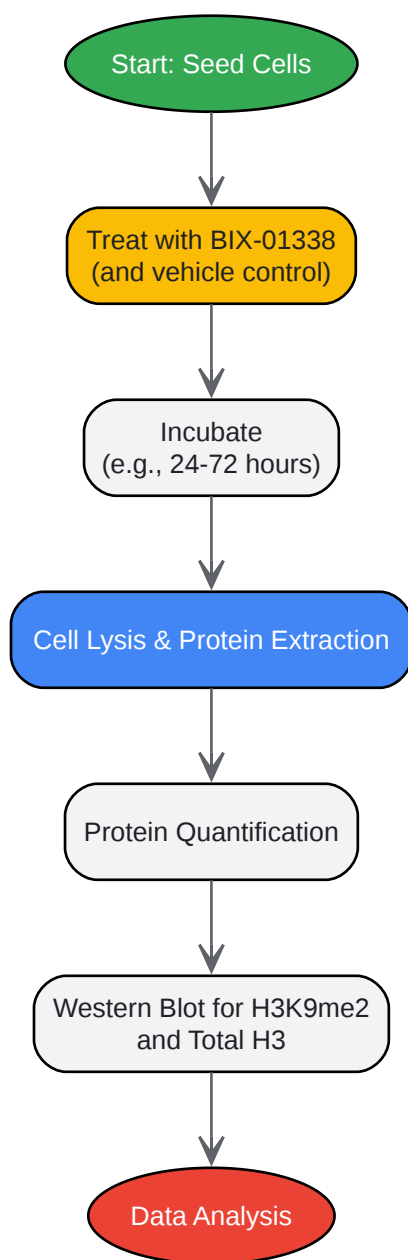 Start: Seed Cells
Treat with BIX-01338
(and vehicle control)
Incubate
(e.g., 24-72 hours)
Cell Lysis & Protein Extraction
Protein Quantification
Western Blot for H3K9me2
and Total H3
Data Analysis